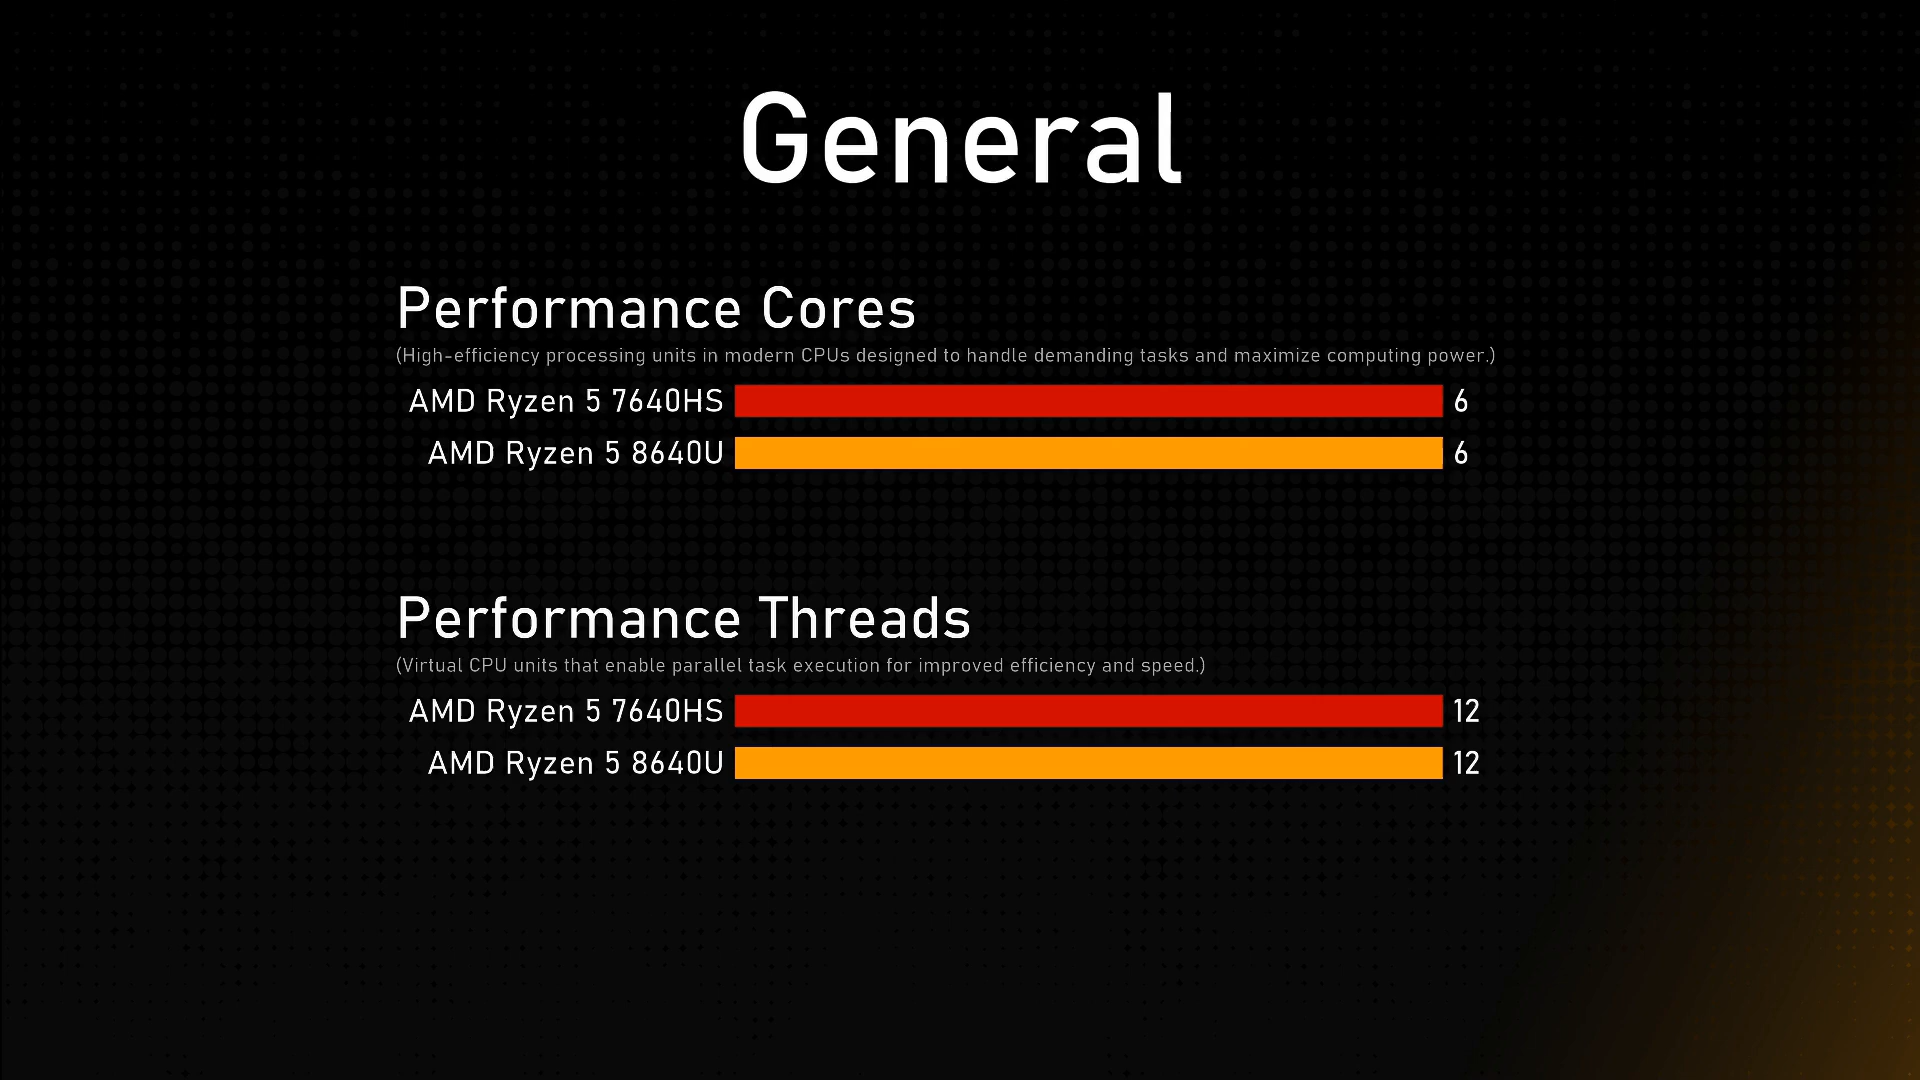 General
Performance Cores
(High-efficiency processing units in modern CPUs designed to handle demanding tasks and maximize computing power.)
AMD Ryzen 5 7640HS 6
AMD Ryzen 5 8640U 6
Performance Threads
(Virtual CPU units that enable parallel task execution for improved efficiency and speed.)
AMD Ryzen 5 7640HS 12
AMD Ryzen 5 8640U 12